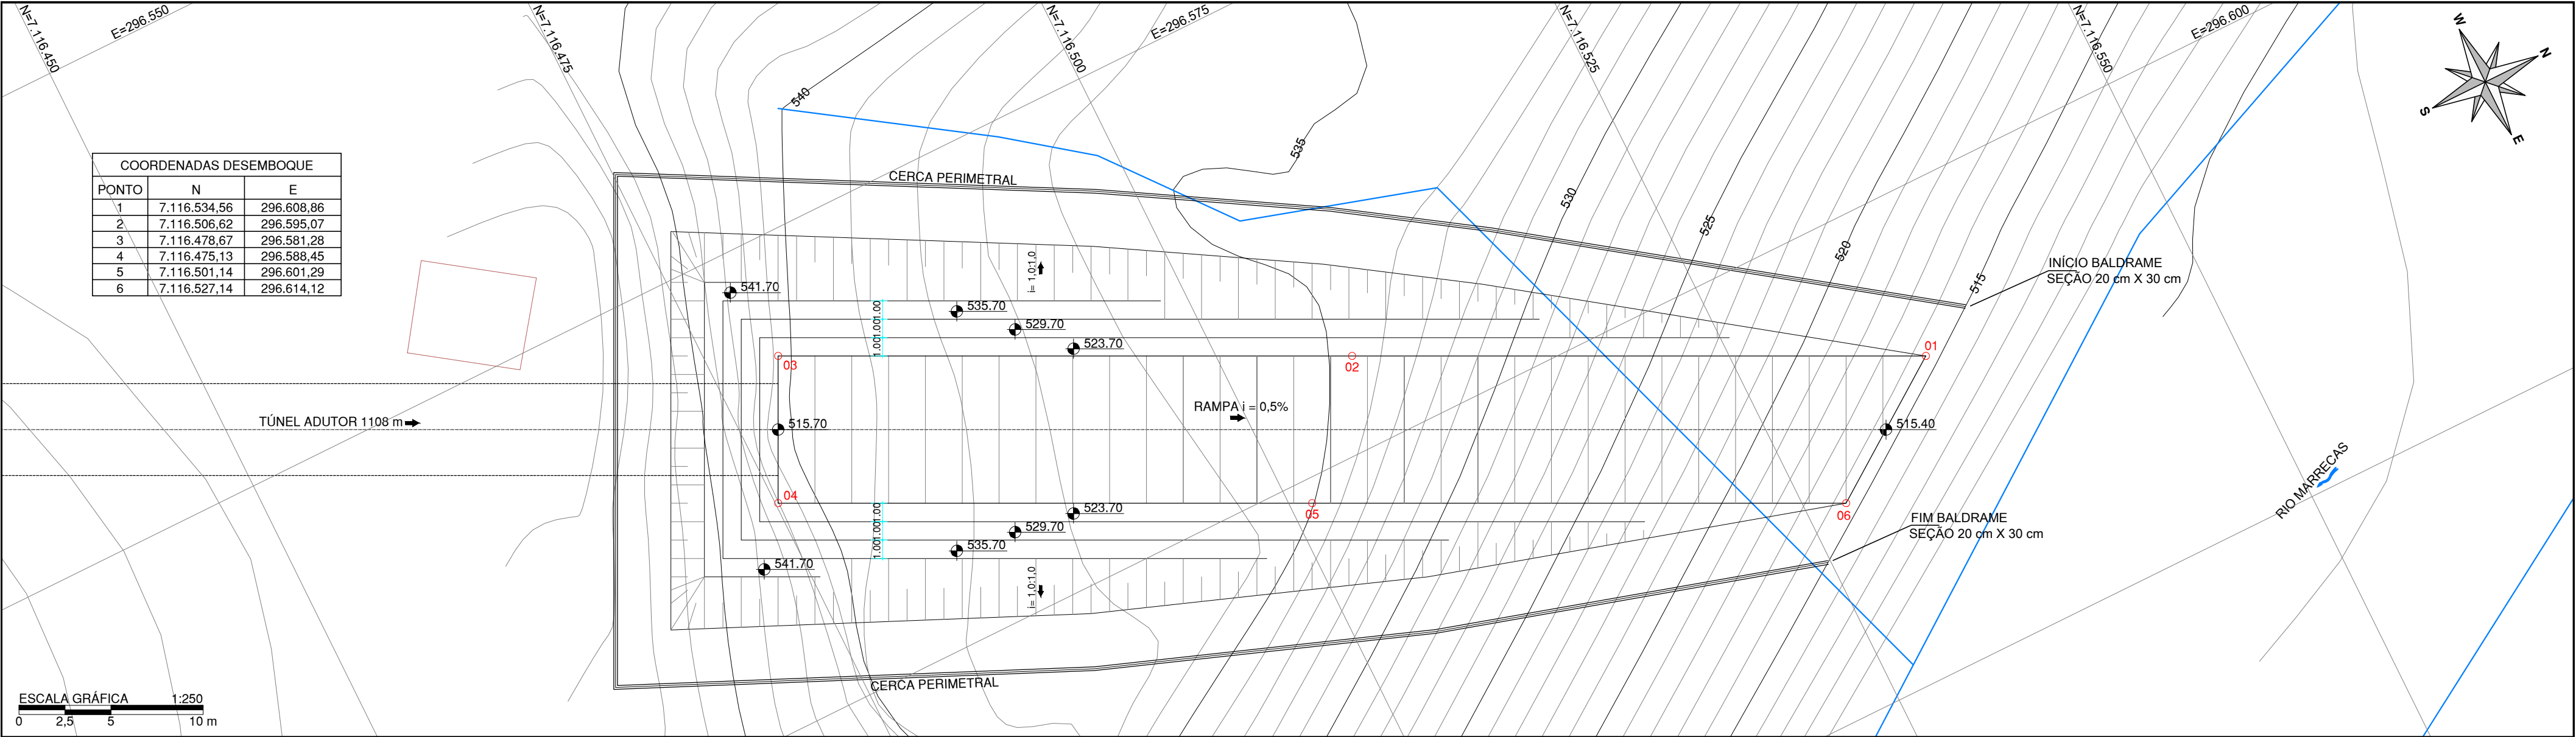 N=7.116.450
E=296.550
N=7.116.475
N=7.116.500
E=296.575
N=7.116.525
N=7.116.550
E=296.600
W
N
S
E
540
535
530
525
520
515
COORDENADAS DESEMBOQUE
PONTO N E
1 7.116.534,56 296.608,86
2 7.116.506,62 296.595,07
3 7.116.478,67 296.581,28
4 7.116.475,13 296.588,45
5 7.116.501,14 296.601,29
6 7.116.527,14 296.614,12
CERCA PERIMETRAL
INÍCIO BALDRAME
SEÇÃO 20 cm X 30 cm
i= 1,0:1,0
541.70
535.70
529.70
523.70
1.00 1.00 1.00
03
02
01
RAMPA i = 0,5%
TÚNEL ADUTOR 1108 m
515.70
515.40
04
05
06
523.70
529.70
535.70
541.70
1.00 1.00 1.00
i= 1,0:1,0
FIM BALDRAME
SEÇÃO 20 cm X 30 cm
RIO MARRECAS
CERCA PERIMETRAL
ESCALA GRÁFICA 1:250
0 2,5 5 10 m